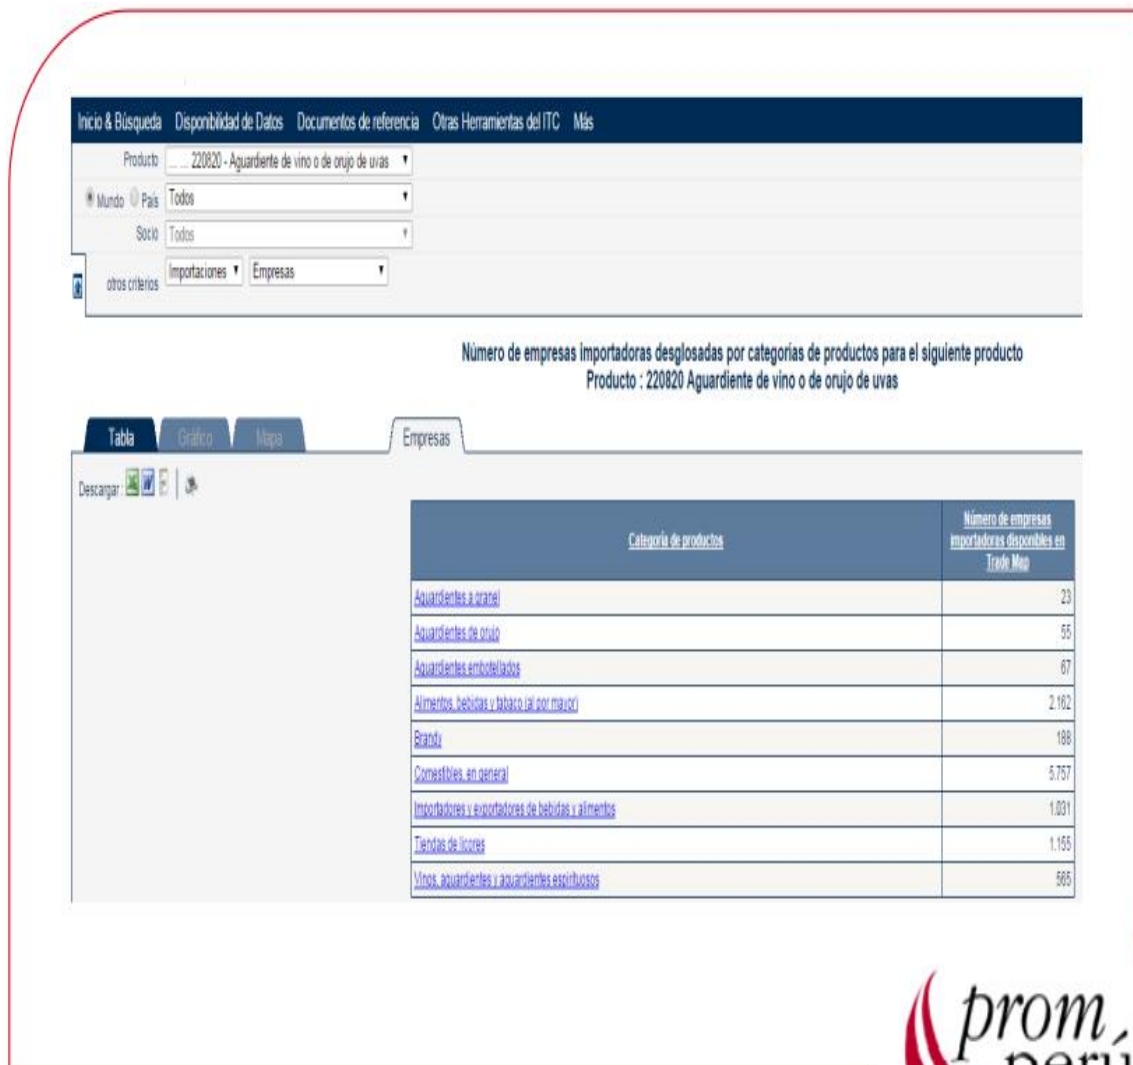 Inicio & Búsqueda Disponibilidad de Datos Documentos de referencia Otras Herramientas del ITC Más
Producto ... ... 220820 - Aguardiente de vino o de orujo de uvas
Mundo País Todos
Socio Todos
otros criterios Importaciones Empresas
Número de empresas importadoras desglosadas por categorías de productos para el siguiente producto
Producto : 220820 Aguardiente de vino o de orujo de uvas
Tabla Gráfico Mapa Empresas
Descargar:
Categoría de productos
Número de empresas
importadoras disponibles en
Trade Map
Aguardientes a granel 23
Aguardientes de orujo 55
Aguardientes embotellados 67
Alimentos, bebidas y tabaco (al por mayor) 2.162
Brandy 188
Comestibles, en general 5.757
Importadores y exportadores de bebidas y alimentos 1.031
Tiendas de licores 1.155
Vinos, aguardientes y aguardientes espirituosos 565
prom
perú